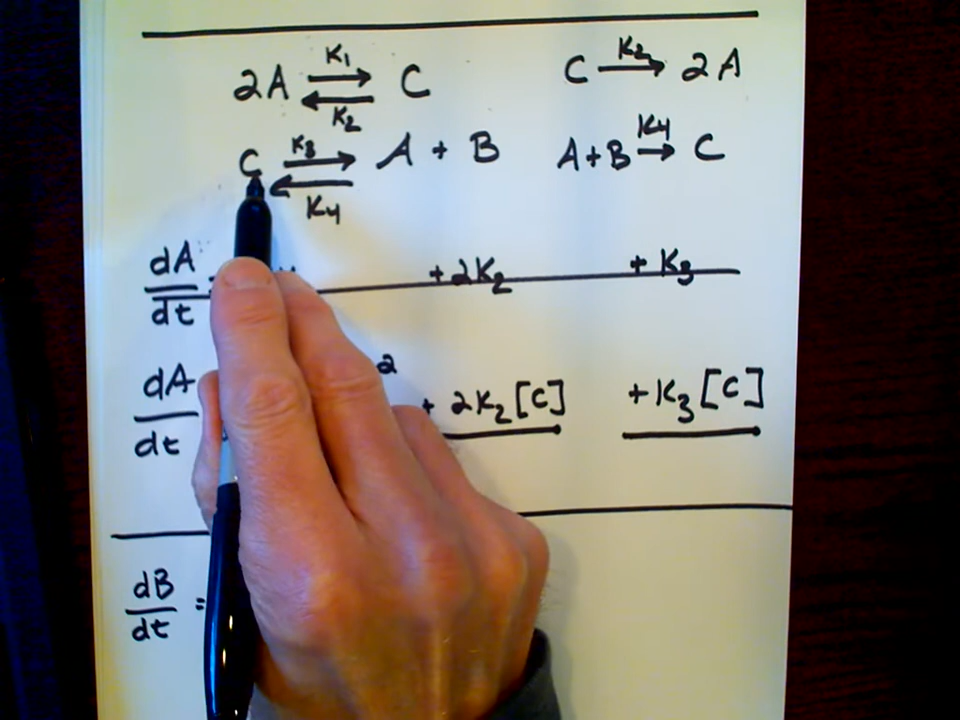 2A ⇌ C C → 2A
K1 K2 K2
C ⇌ A + B A+B → C
K3 K4 K4
dA/dt = +2K2 + K3
dA/dt 2 + 2K2[C] + K3[C]
dB/dt =